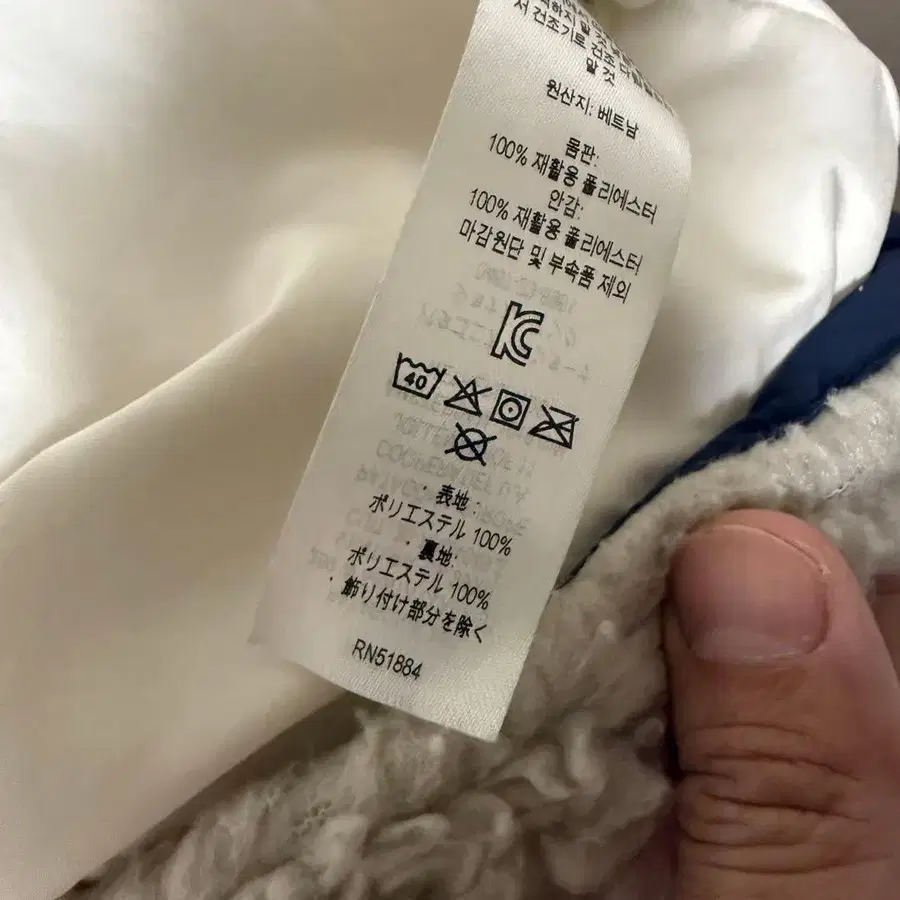 서 건조기로 건조
말 것
원산지: 베트남
몸판:
100% 재활용 폴리에스터
안감:
100% 재활용 폴리에스터
마감원단 및 부속품 제외
40
・表地:
ポリエステル 100%
・裏地:
ポリエステル 100%
・飾り付け部分を除く
RN51884